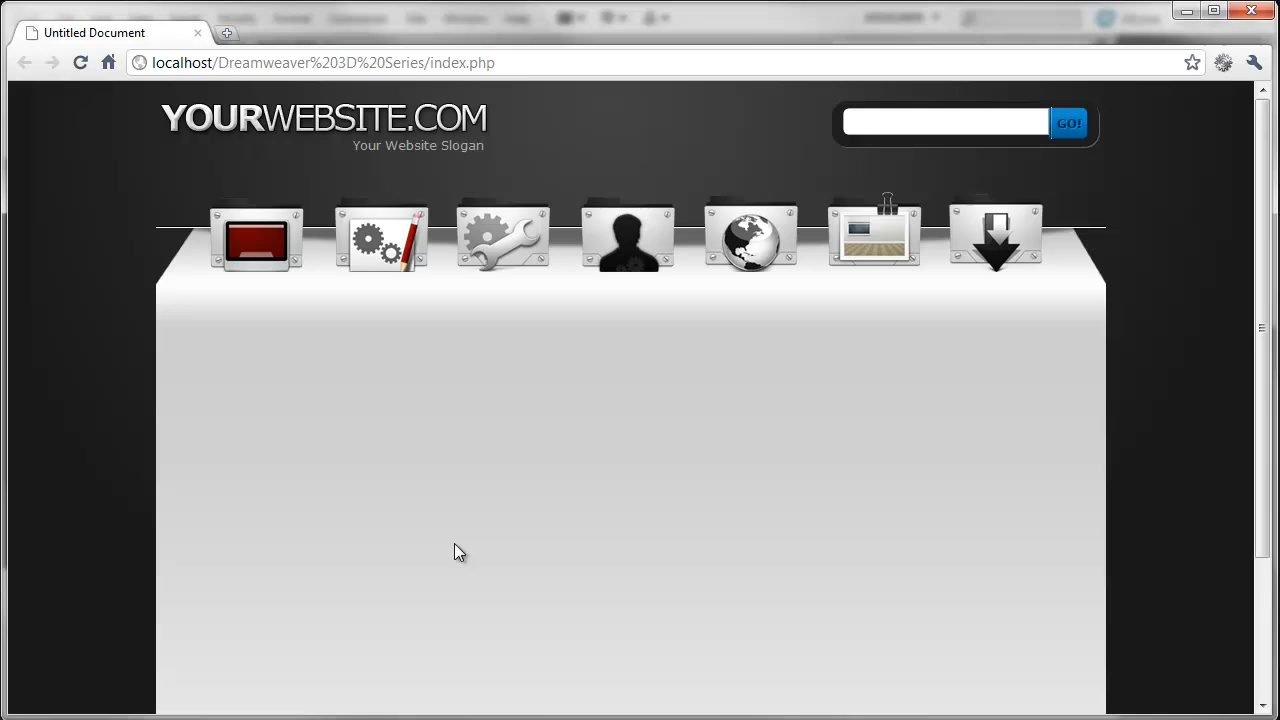 Untitled Document
localhost/Dreamweaver%203D%20Series/index.php
YOURWEBSITE.COM
Your Website Slogan
GO!